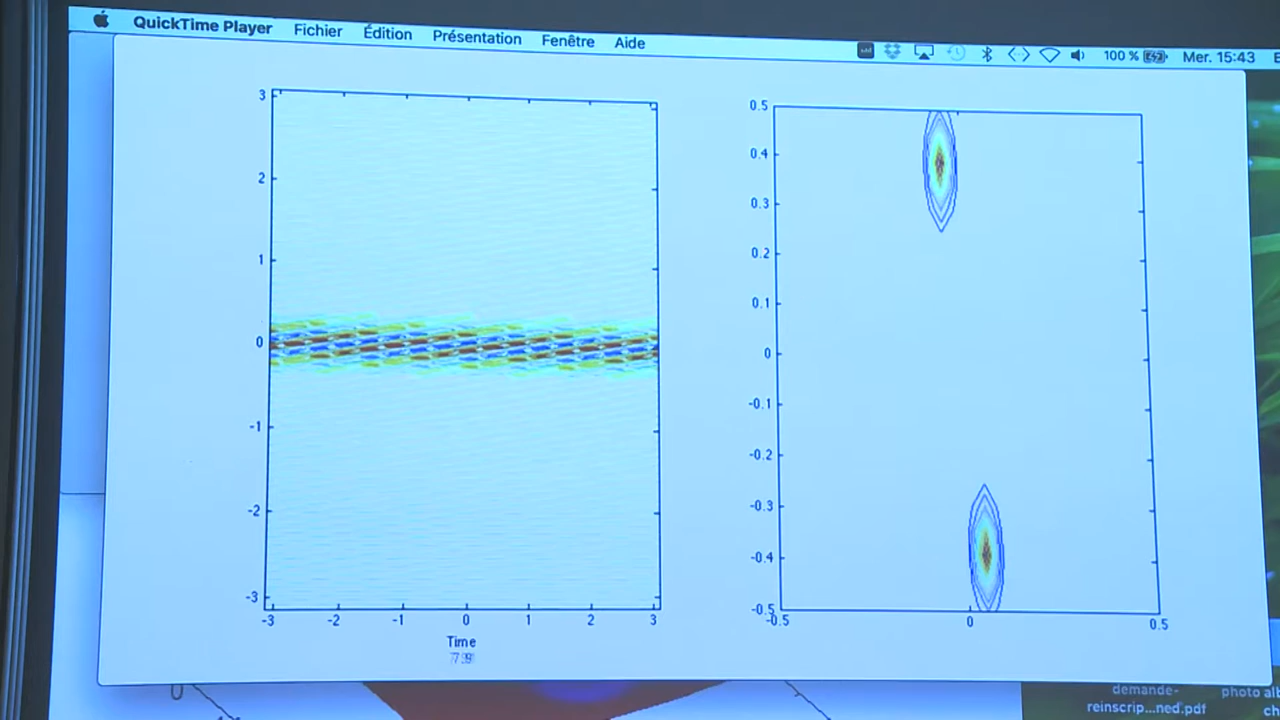 QuickTime Player Fichier Édition Présentation Fenêtre Aide 100 % Mer. 15:43
3
2
1
0
-1
-2
-3
-3 -2 -1 0 1 2 3
Time
0.5
0.4
0.3
0.2
0.1
0
-0.1
-0.2
-0.3
-0.4
-0.5
-0.5 0 0.5
0
demande-
reinscrip...ned.pdf
photo